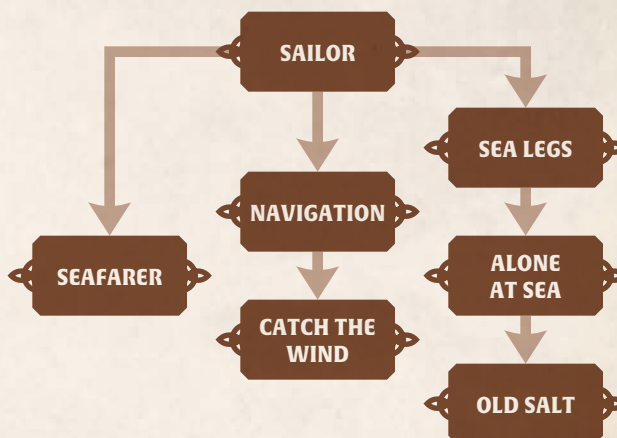 SAILOR
SEA LEGS
NAVIGATION
SEAFARER
ALONE
AT SEA
CATCH THE
WIND
OLD SALT